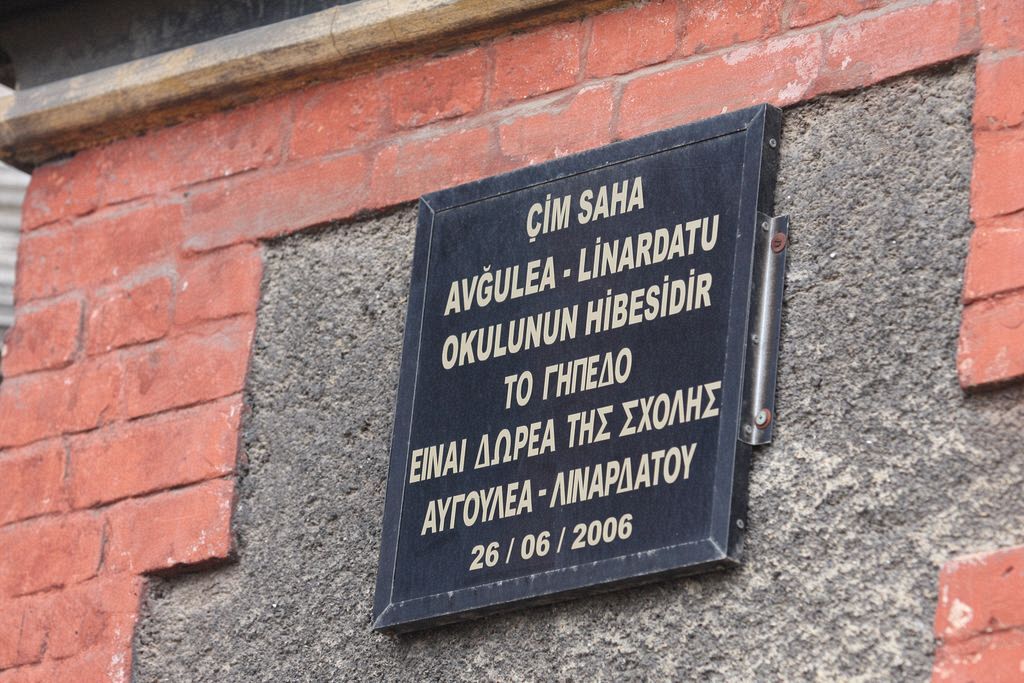 ÇİM SAHA
AVĞULEA - LİNARDATU
OKULUNUN HİBESİDİR
ΤΟ ΓΗΠΕΔΟ
ΕΙΝΑΙ ΔΩΡΕΑ ΤΗΣ ΣΧΟΛΗΣ
ΑΥΓΟΥΛΕΑ - ΛΙΝΑΡΔΑΤΟΥ
26 / 06 / 2006